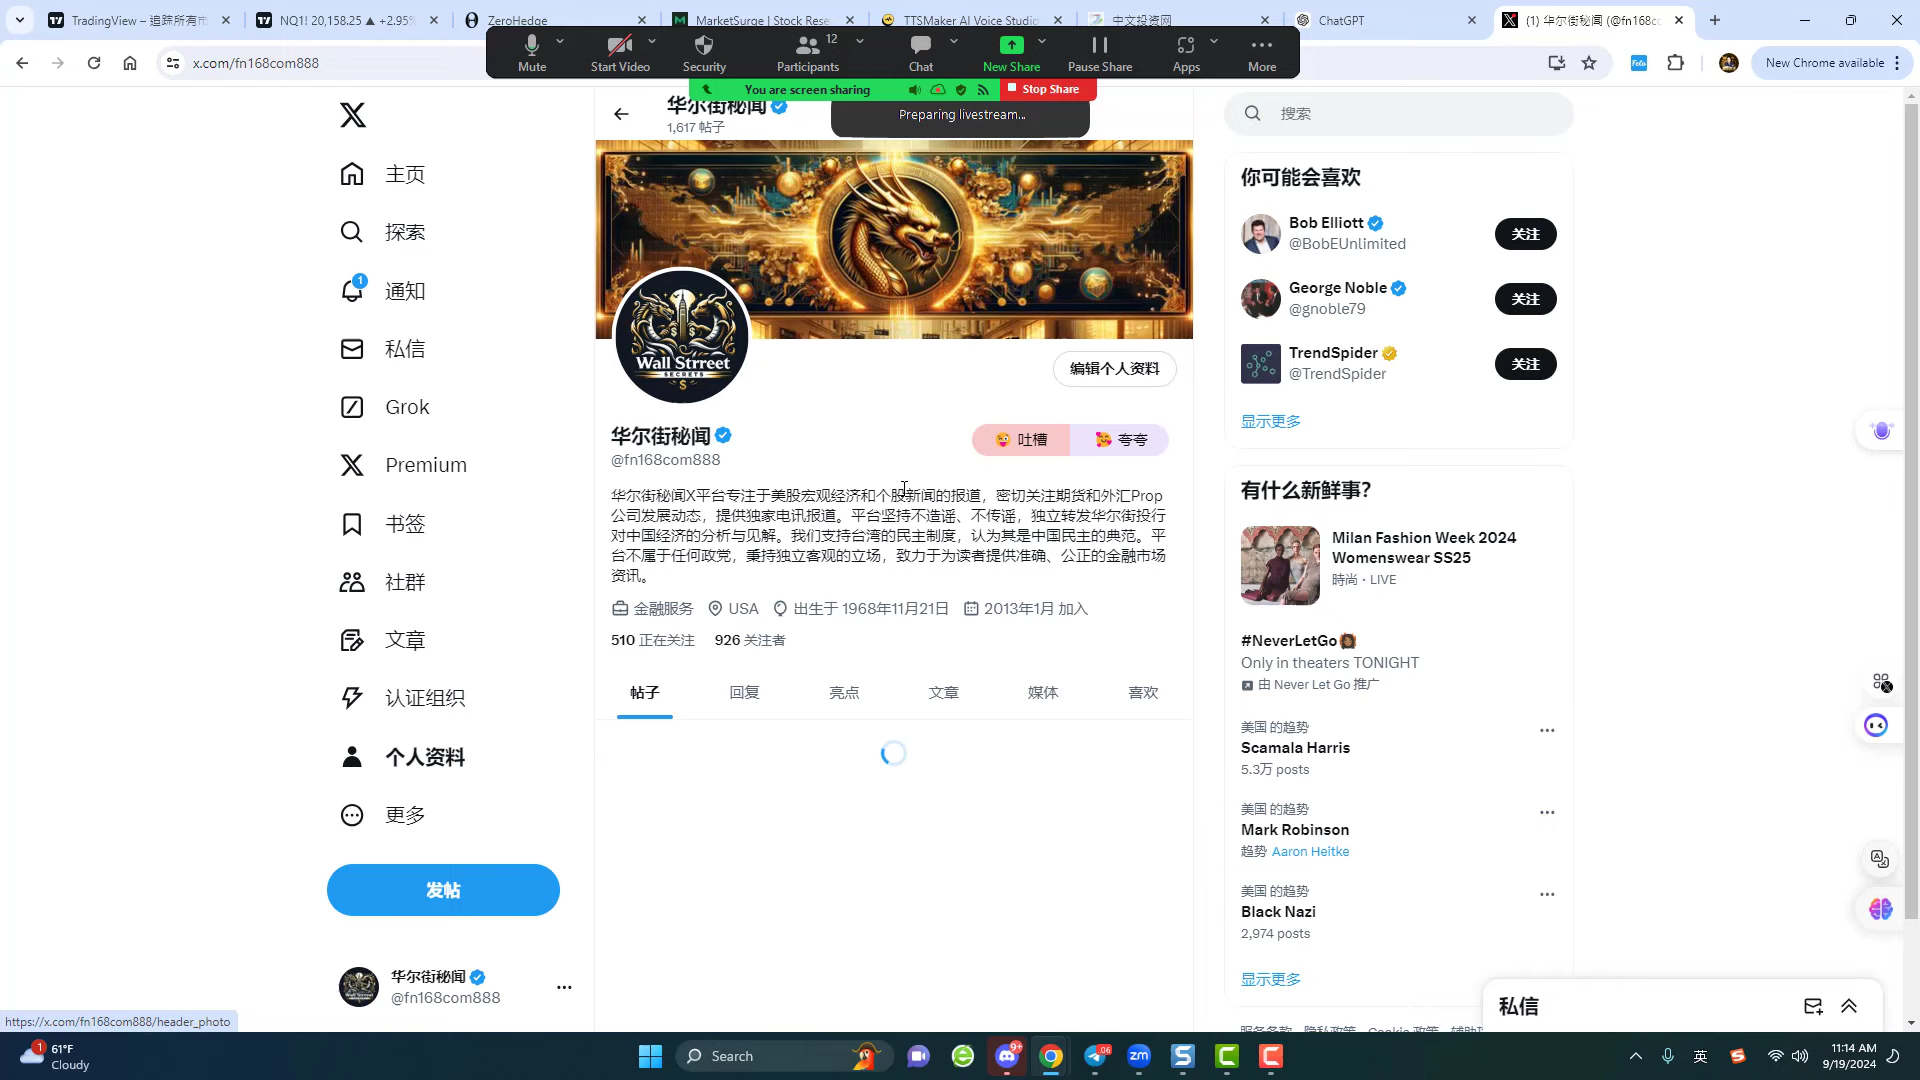 TradingView – 追踪所有市
NQ1! 20,158.25 ▲ +2.95%
ZeroHedge
MarketSurge | Stock Rese
TTSMaker AI Voice Studio
中文投资网
ChatGPT
(1) 华尔街秘闻 (@fn168cc
x.com/fn168com888
New Chrome available
Mute
Start Video
Security
12
Participants
Chat
New Share
Pause Share
Apps
More
You are screen sharing
Stop Share
Preparing livestream...
华尔街秘闻
1,617 帖子
搜索
主页
探索
1
通知
私信
Grok
Premium
书签
社群
文章
认证组织
个人资料
更多
发帖
华尔街秘闻
@fn168com888
Wall Strreet
SECRETS
编辑个人资料
华尔街秘闻
@fn168com888
吐槽
夸夸
华尔街秘闻X平台专注于美股宏观经济和个股新闻的报道，密切关注期货和外汇Prop
公司发展动态，提供独家电讯报道。平台坚持不造谣、不传谣，独立转发华尔街投行
对中国经济的分析与见解。我们支持台湾的民主制度，认为其是中国民主的典范。平
台不属于任何政党，秉持独立客观的立场，致力于为读者提供准确、公正的金融市场
资讯。
金融服务 USA 出生于 1968年11月21日 2013年1月 加入
510 正在关注 926 关注者
帖子 回复 亮点 文章 媒体 喜欢
你可能会喜欢
Bob Elliott
@BobEUnlimited
关注
George Noble
@gnoble79
关注
TrendSpider
@TrendSpider
关注
显示更多
有什么新鲜事?
Milan Fashion Week 2024
Womenswear SS25
時尚 · LIVE
#NeverLetGo
Only in theaters TONIGHT
由 Never Let Go 推广
美国 的趋势
Scamala Harris
5.3万 posts
美国 的趋势
Mark Robinson
趋势 Aaron Heitke
美国 的趋势
Black Nazi
2,974 posts
显示更多
私信
https://x.com/fn168com888/header_photo
1
61°F
Cloudy
Search
9+
06
zm
英
11:14 AM
9/19/2024